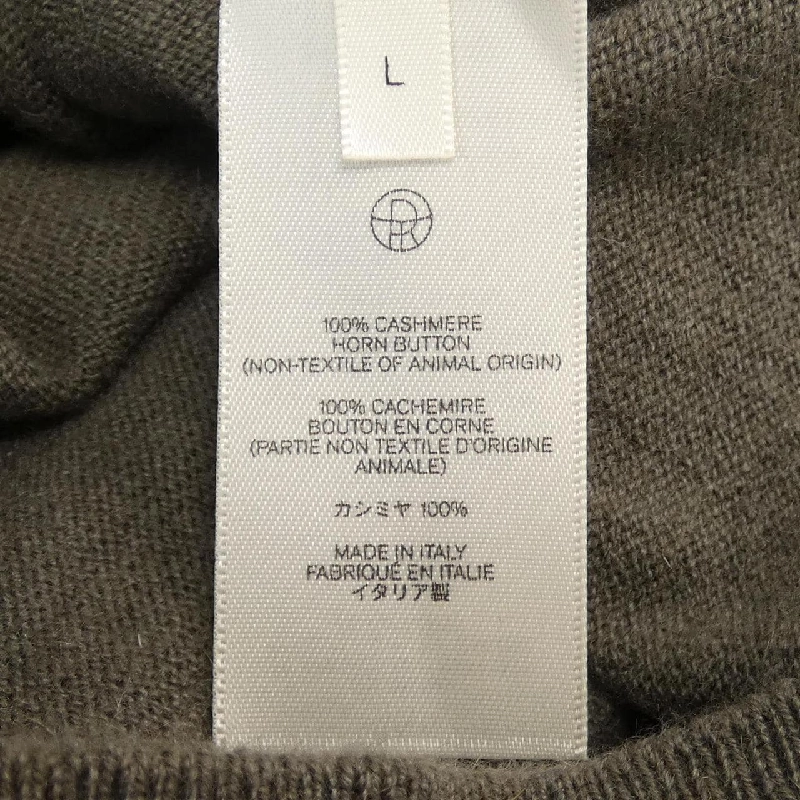 L
100% CASHMERE
HORN BUTTON
(NON-TEXTILE OF ANIMAL ORIGIN)
100% CACHEMIRE
BOUTON EN CORNE
(PARTIE NON TEXTILE D'ORIGINE
ANIMALE)
カシミヤ 100%
MADE IN ITALY
FABRIQUÉ EN ITALIE
イタリア製